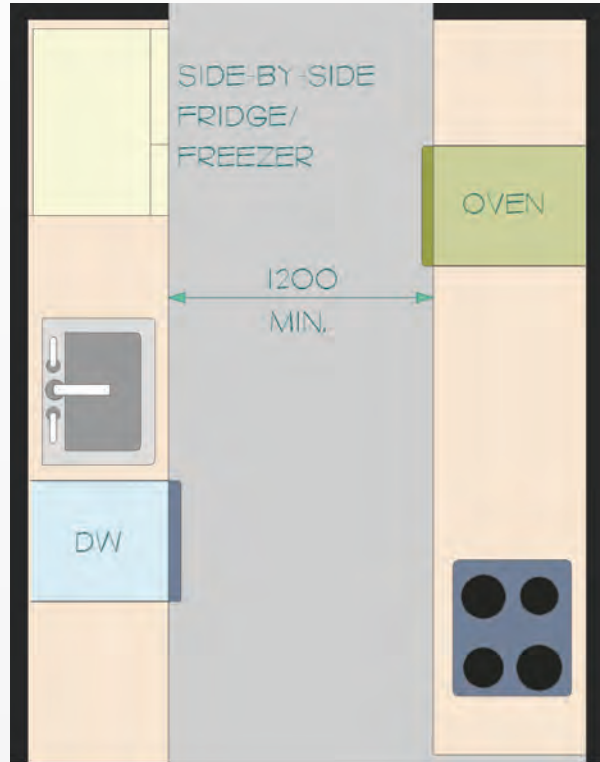 SIDE-BY-SIDE
FRIDGE/
FREEZER
OVEN
1200
MIN.
DW